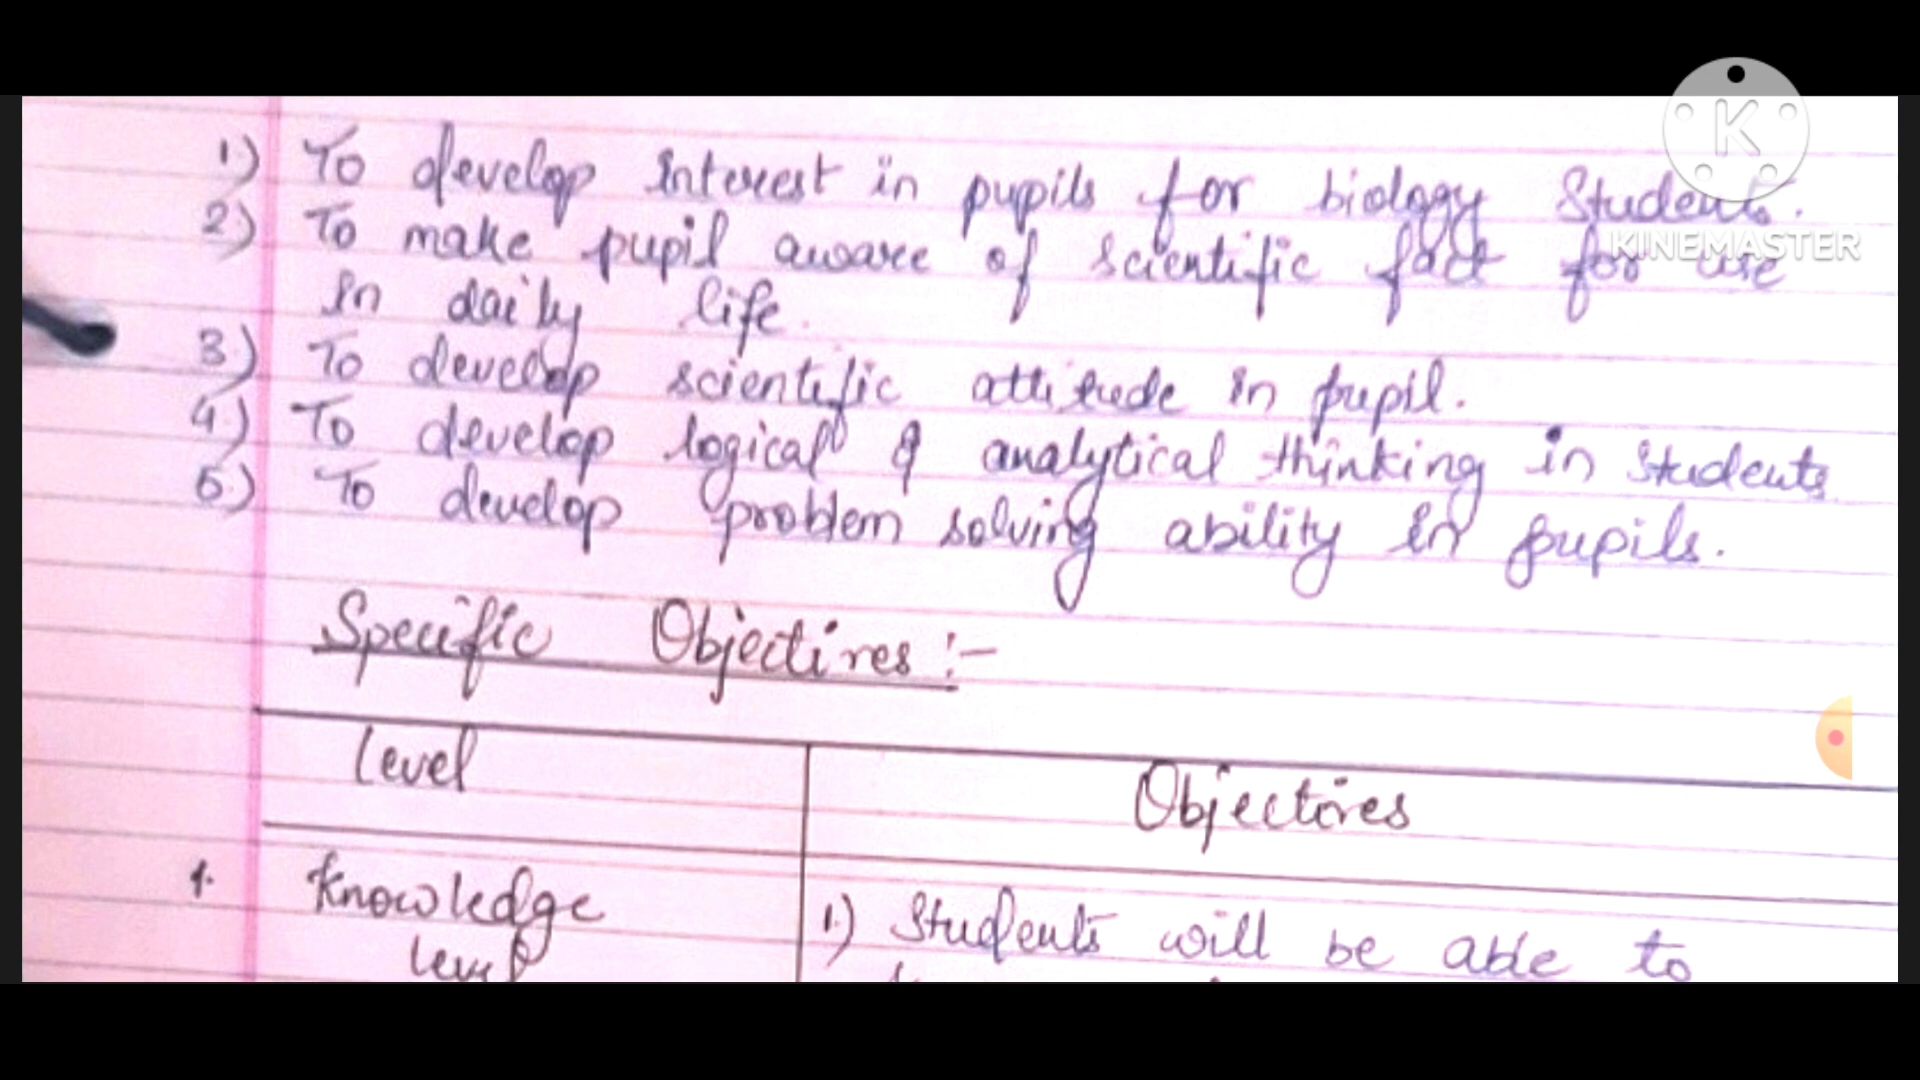 1.) To develop interest in pupils for biology Students.
2.) To make pupil aware of scientific fact for use
in daily life.
3.) To develop scientific attitude in pupil.
4.) To develop logical & analytical thinking in students
5.) To develop problem solving ability in pupils.
Specific Objectives :-
Level Objectives
1. Knowledge level
1.) Students will be able to
K
KINEMASTER